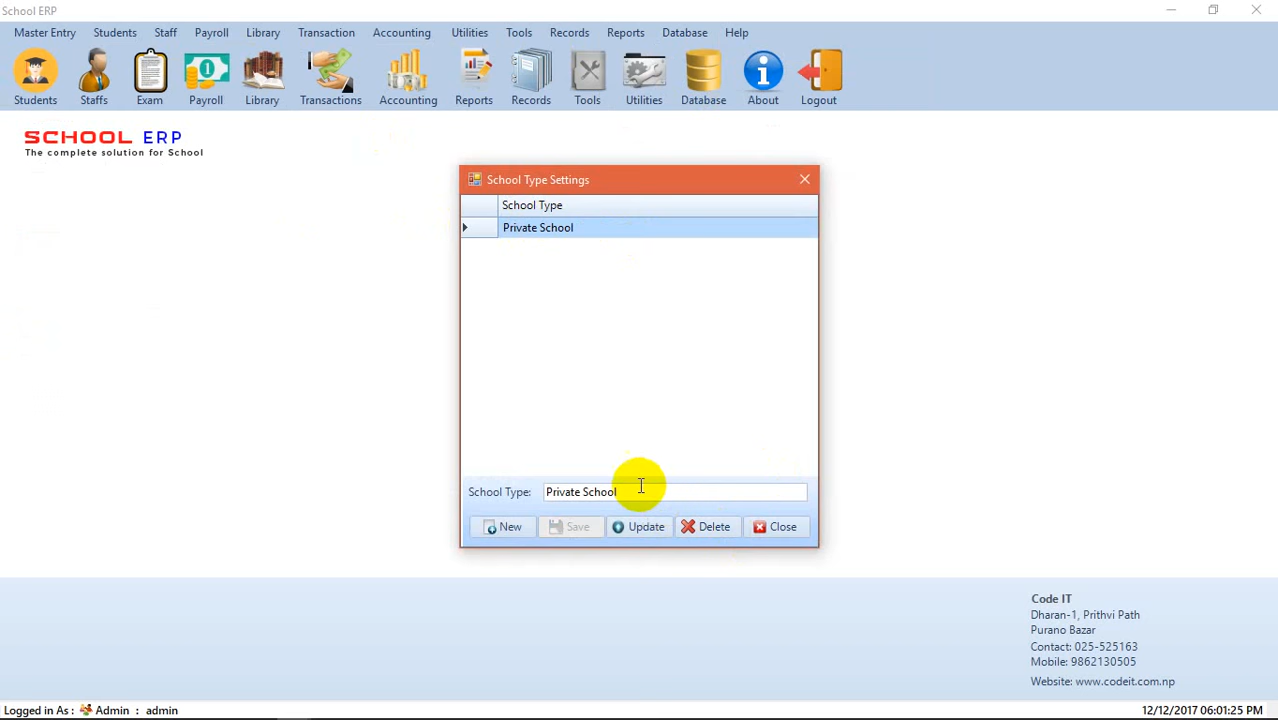 School ERP
Master Entry Students Staff Payroll Library Transaction Accounting Utilities Tools Records Reports Database Help
Students Staffs Exam Payroll Library Transactions Accounting Reports Records Tools Utilities Database About Logout
SCHOOL ERP
The complete solution for School
School Type Settings
School Type
Private School
School Type: Private School
New Save Update Delete Close
Code IT
Dharan-1, Prithvi Path
Purano Bazar
Contact: 025-525163
Mobile: 9862130505
Website: www.codeit.com.np
Logged in As : Admin : admin 12/12/2017 06:01:25 PM